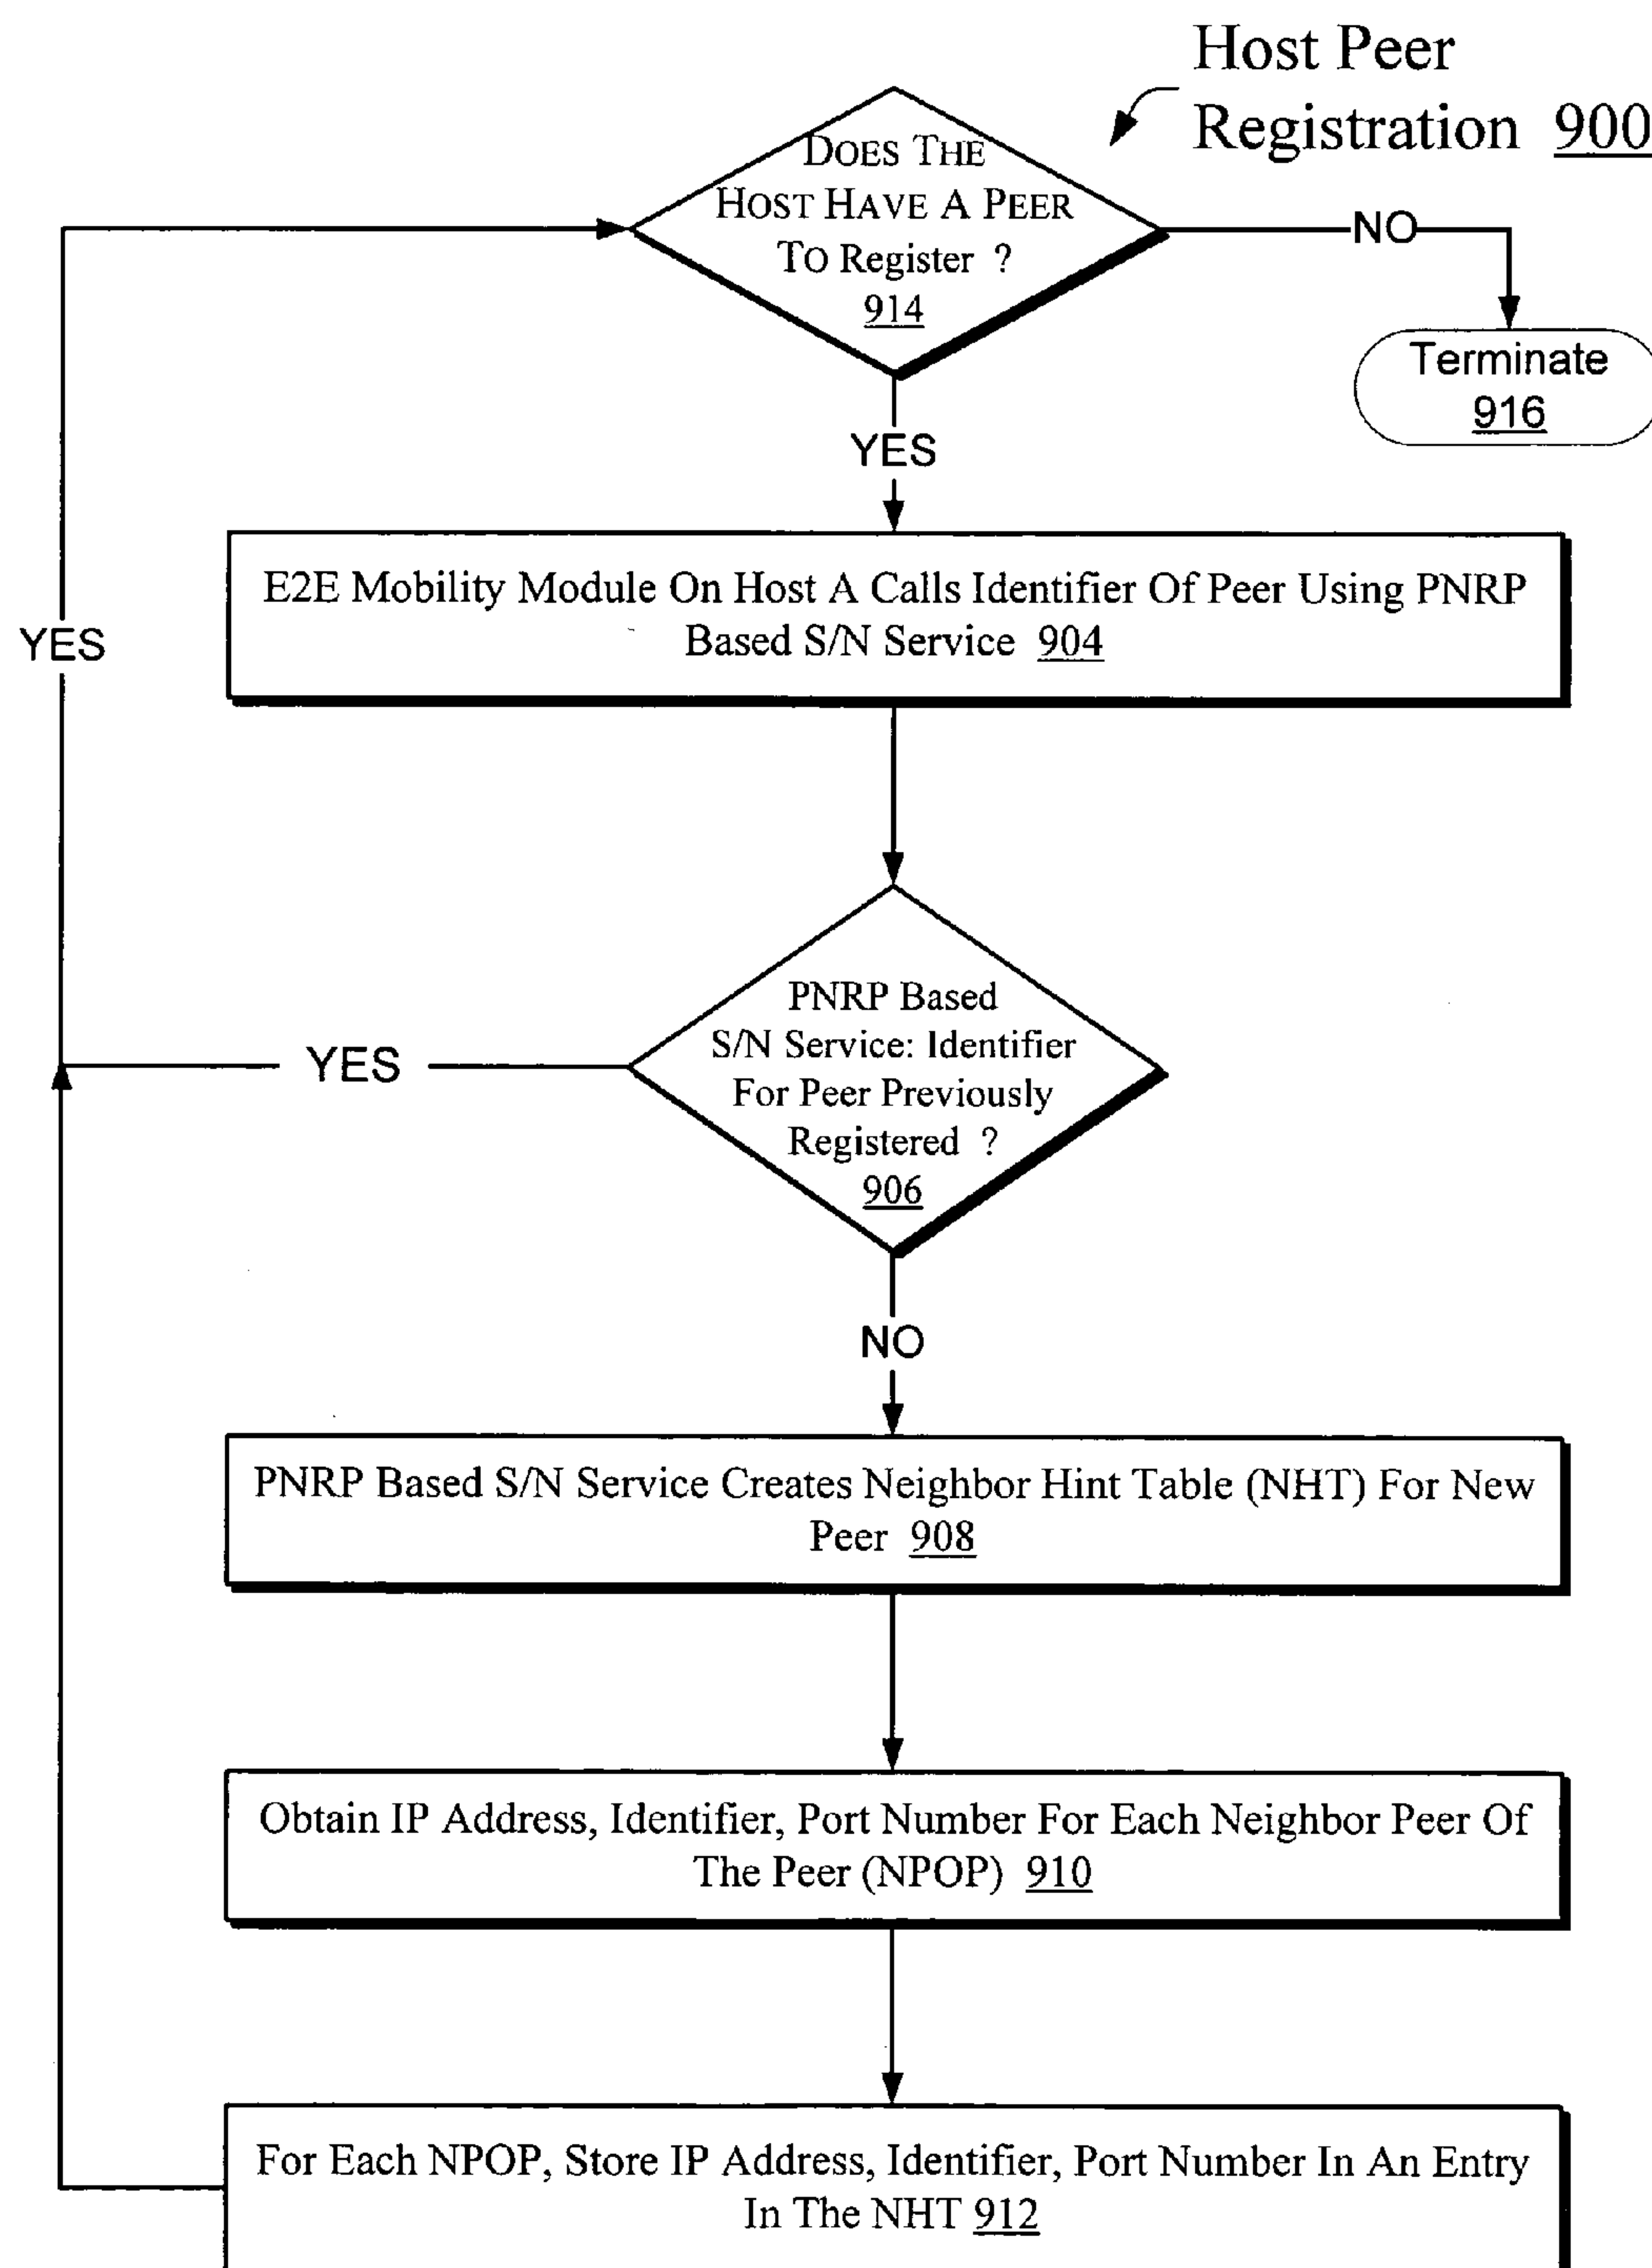 Host Peer
Registration 900
DOES THE
HOST HAVE A PEER
TO Register ?
914
NO
Terminate
916
YES
E2E Mobility Module On Host A Calls Identifier Of Peer Using PNRP
Based S/N Service 904
YES
PNRP Based
S/N Service: Identifier
For Peer Previously
Registered ?
906
YES
NO
PNRP Based S/N Service Creates Neighbor Hint Table (NHT) For New
Peer 908
Obtain IP Address, Identifier, Port Number For Each Neighbor Peer Of
The Peer (NPOP) 910
For Each NPOP, Store IP Address, Identifier, Port Number In An Entry
In The NHT 912